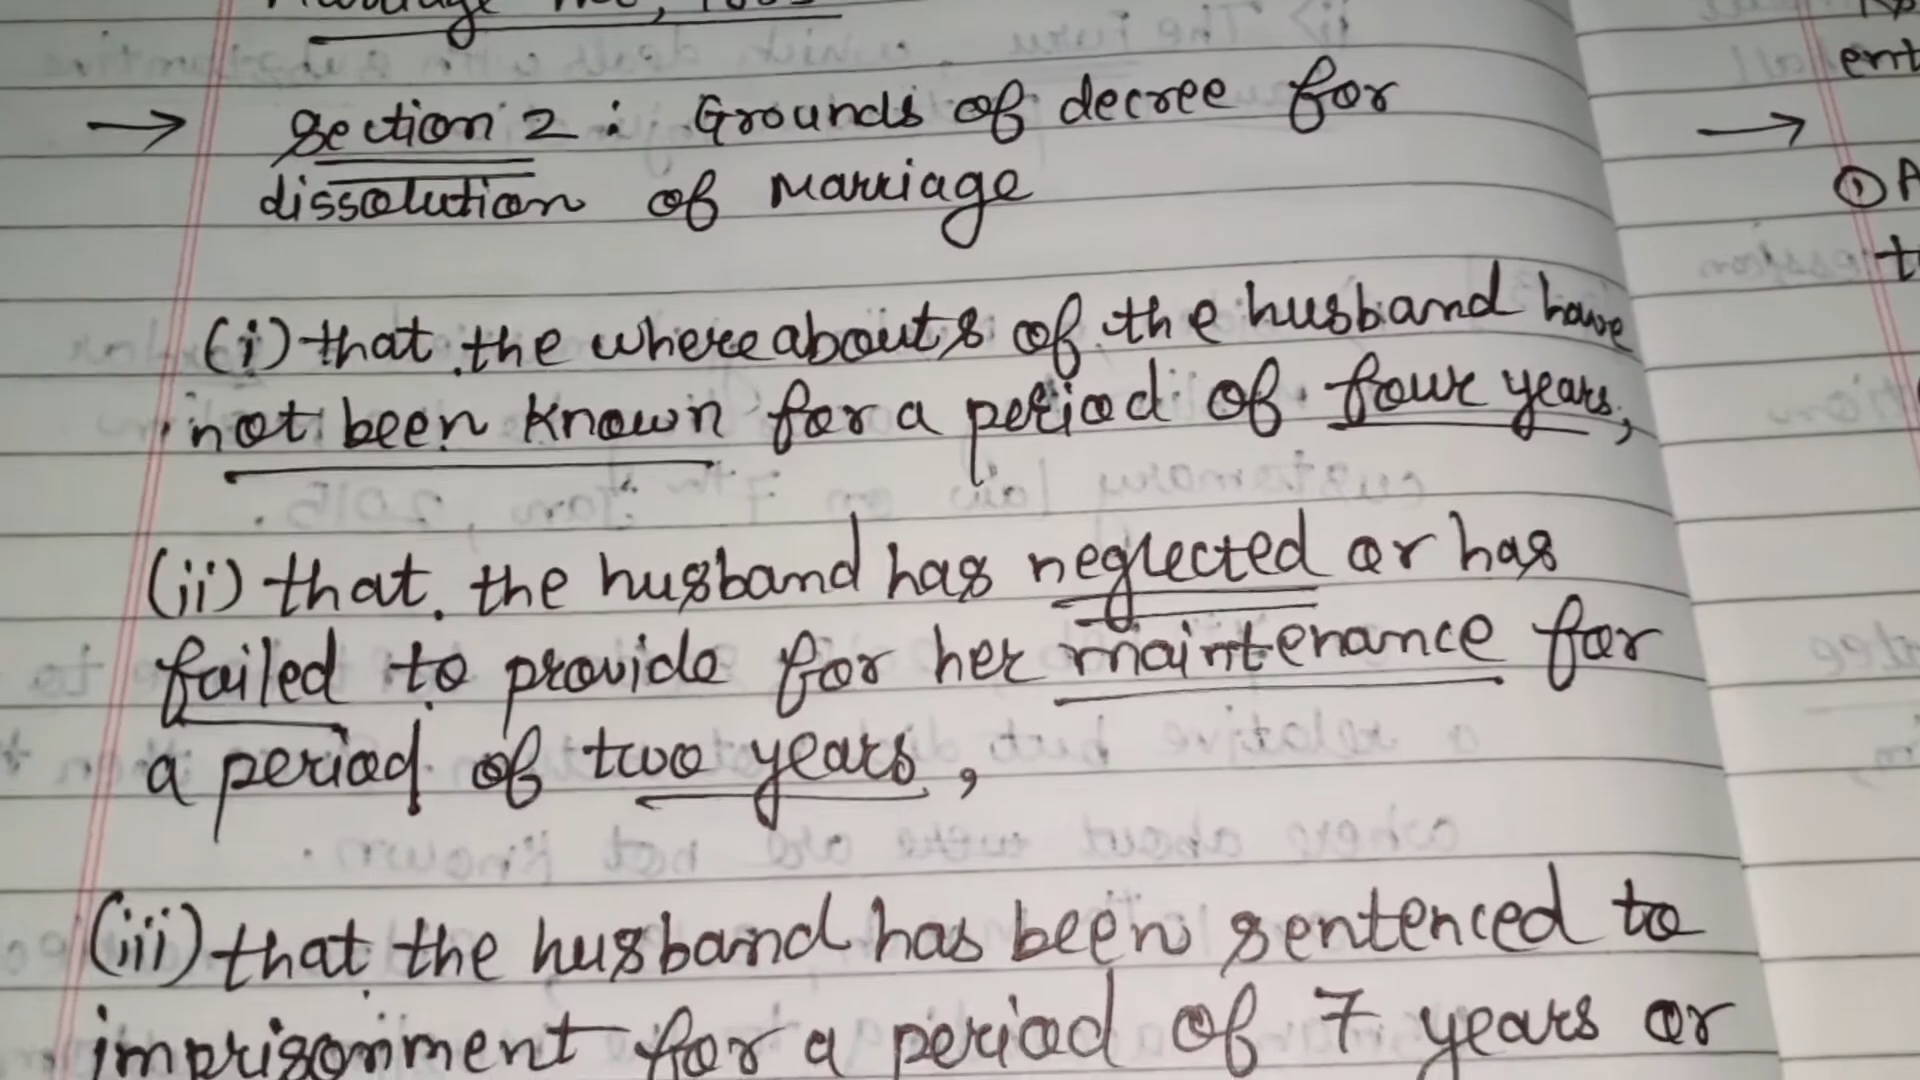 Marriage Act,
→ Section 2 : Grounds of decree for
dissolution of Marriage
(i) that the whereabouts of the husband have
not been known for a period of four years,
(ii) that the husband has neglected or has
failed to provide for her maintenance for
a period of two years,
(iii) that the husband has been sentenced to
imprisonment for a period of 7 years or
→
①